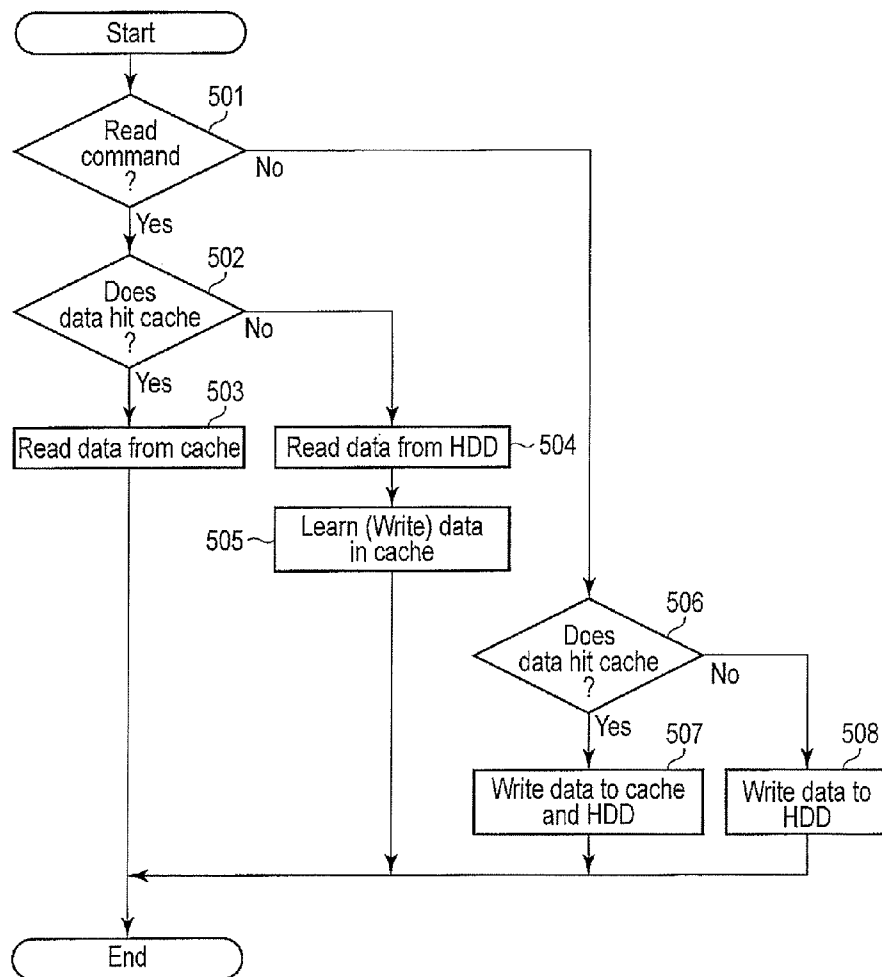 Start
501
Read
command
?
No
Yes
502
Does
data hit cache
?
No
Yes
503
Read data from cache
Read data from HDD
504
505
Learn (Write) data
in cache
506
Does
data hit cache
?
No
Yes
507
508
Write data to cache
and HDD
Write data to
HDD
End